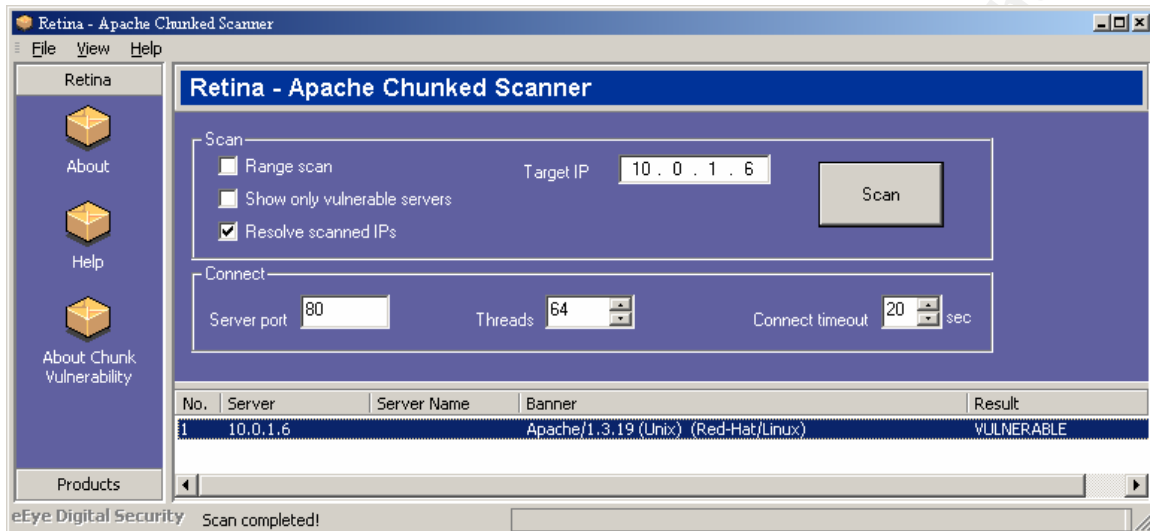 Retina - Apache Chunked Scanner
File View Help
Retina
About
Help
About Chunk
Vulnerability
Products
Retina - Apache Chunked Scanner
Scan
Range scan
Show only vulnerable servers
Resolve scanned IPs
Target IP 10 . 0 . 1 . 6
Scan
Connect
Server port 80 Threads 64 Connect timeout 20 sec
No. Server Server Name Banner Result
1 10.0.1.6 Apache/1.3.19 (Unix) (Red-Hat/Linux) VULNERABLE
eEye Digital Security Scan completed!